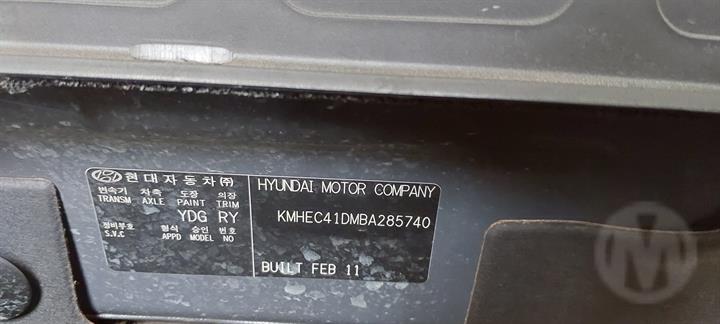 현대자동차(주)
변속기 차축 도장 의장
TRANSM AXLE PAINT TRIM
YDG RY
정비부호 형식 승인 번호
S.V.C APPD MODEL NO
HYUNDAI MOTOR COMPANY
KMHEC41DMBA285740
BUILT FEB 11
M